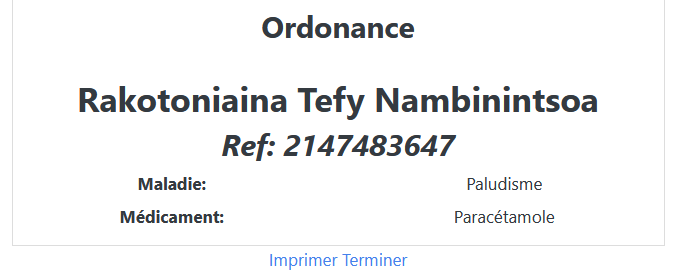 Ordonance
Rakotoniaina Tefy Nambinintsoa
Ref: 2147483647
Maladie: Paludisme
Médicament: Paracétamole
Imprimer Terminer